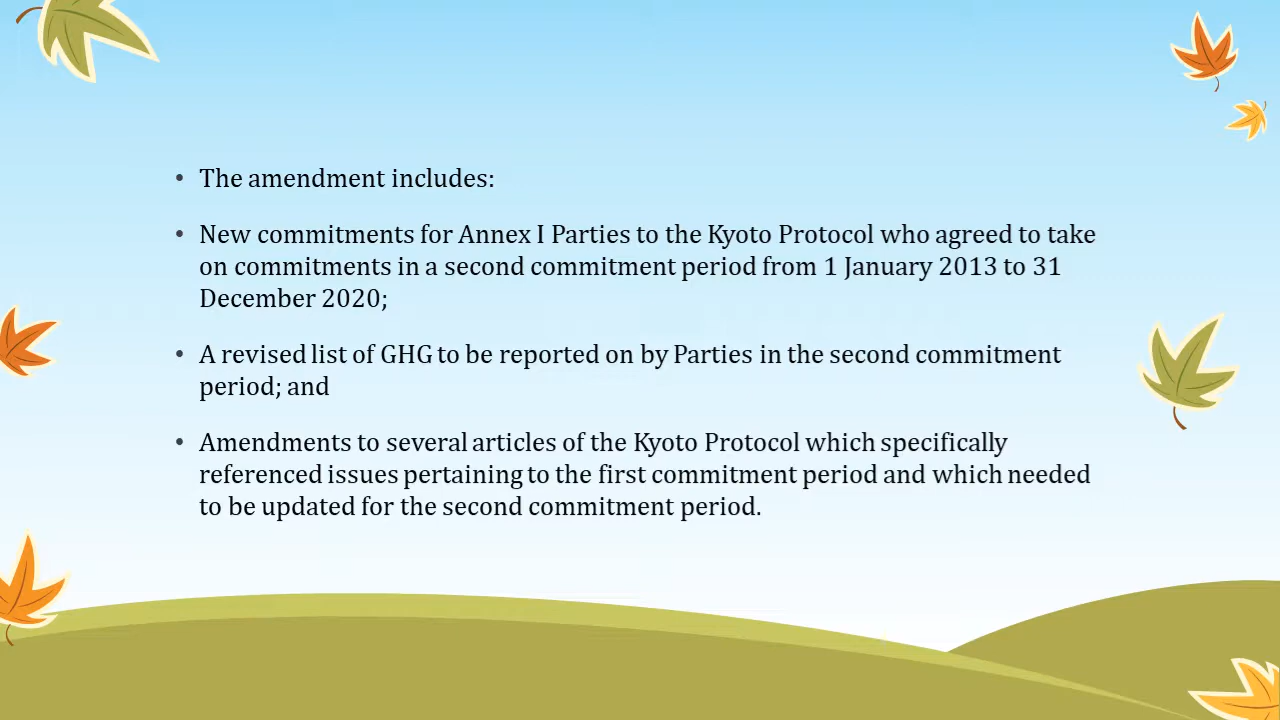 • The amendment includes:
• New commitments for Annex I Parties to the Kyoto Protocol who agreed to take
on commitments in a second commitment period from 1 January 2013 to 31
December 2020;
• A revised list of GHG to be reported on by Parties in the second commitment
period; and
• Amendments to several articles of the Kyoto Protocol which specifically
referenced issues pertaining to the first commitment period and which needed
to be updated for the second commitment period.